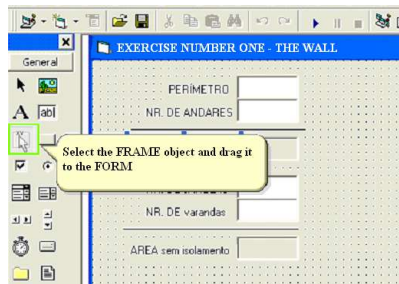 EXERCISE NUMBER ONE - THE WALL
General
PERÍMETRO
A
abl
NR. DE ANDARES
Select the FRAME object and drag it
to the FORM
NR. DE varandas
AREA sem isolamento